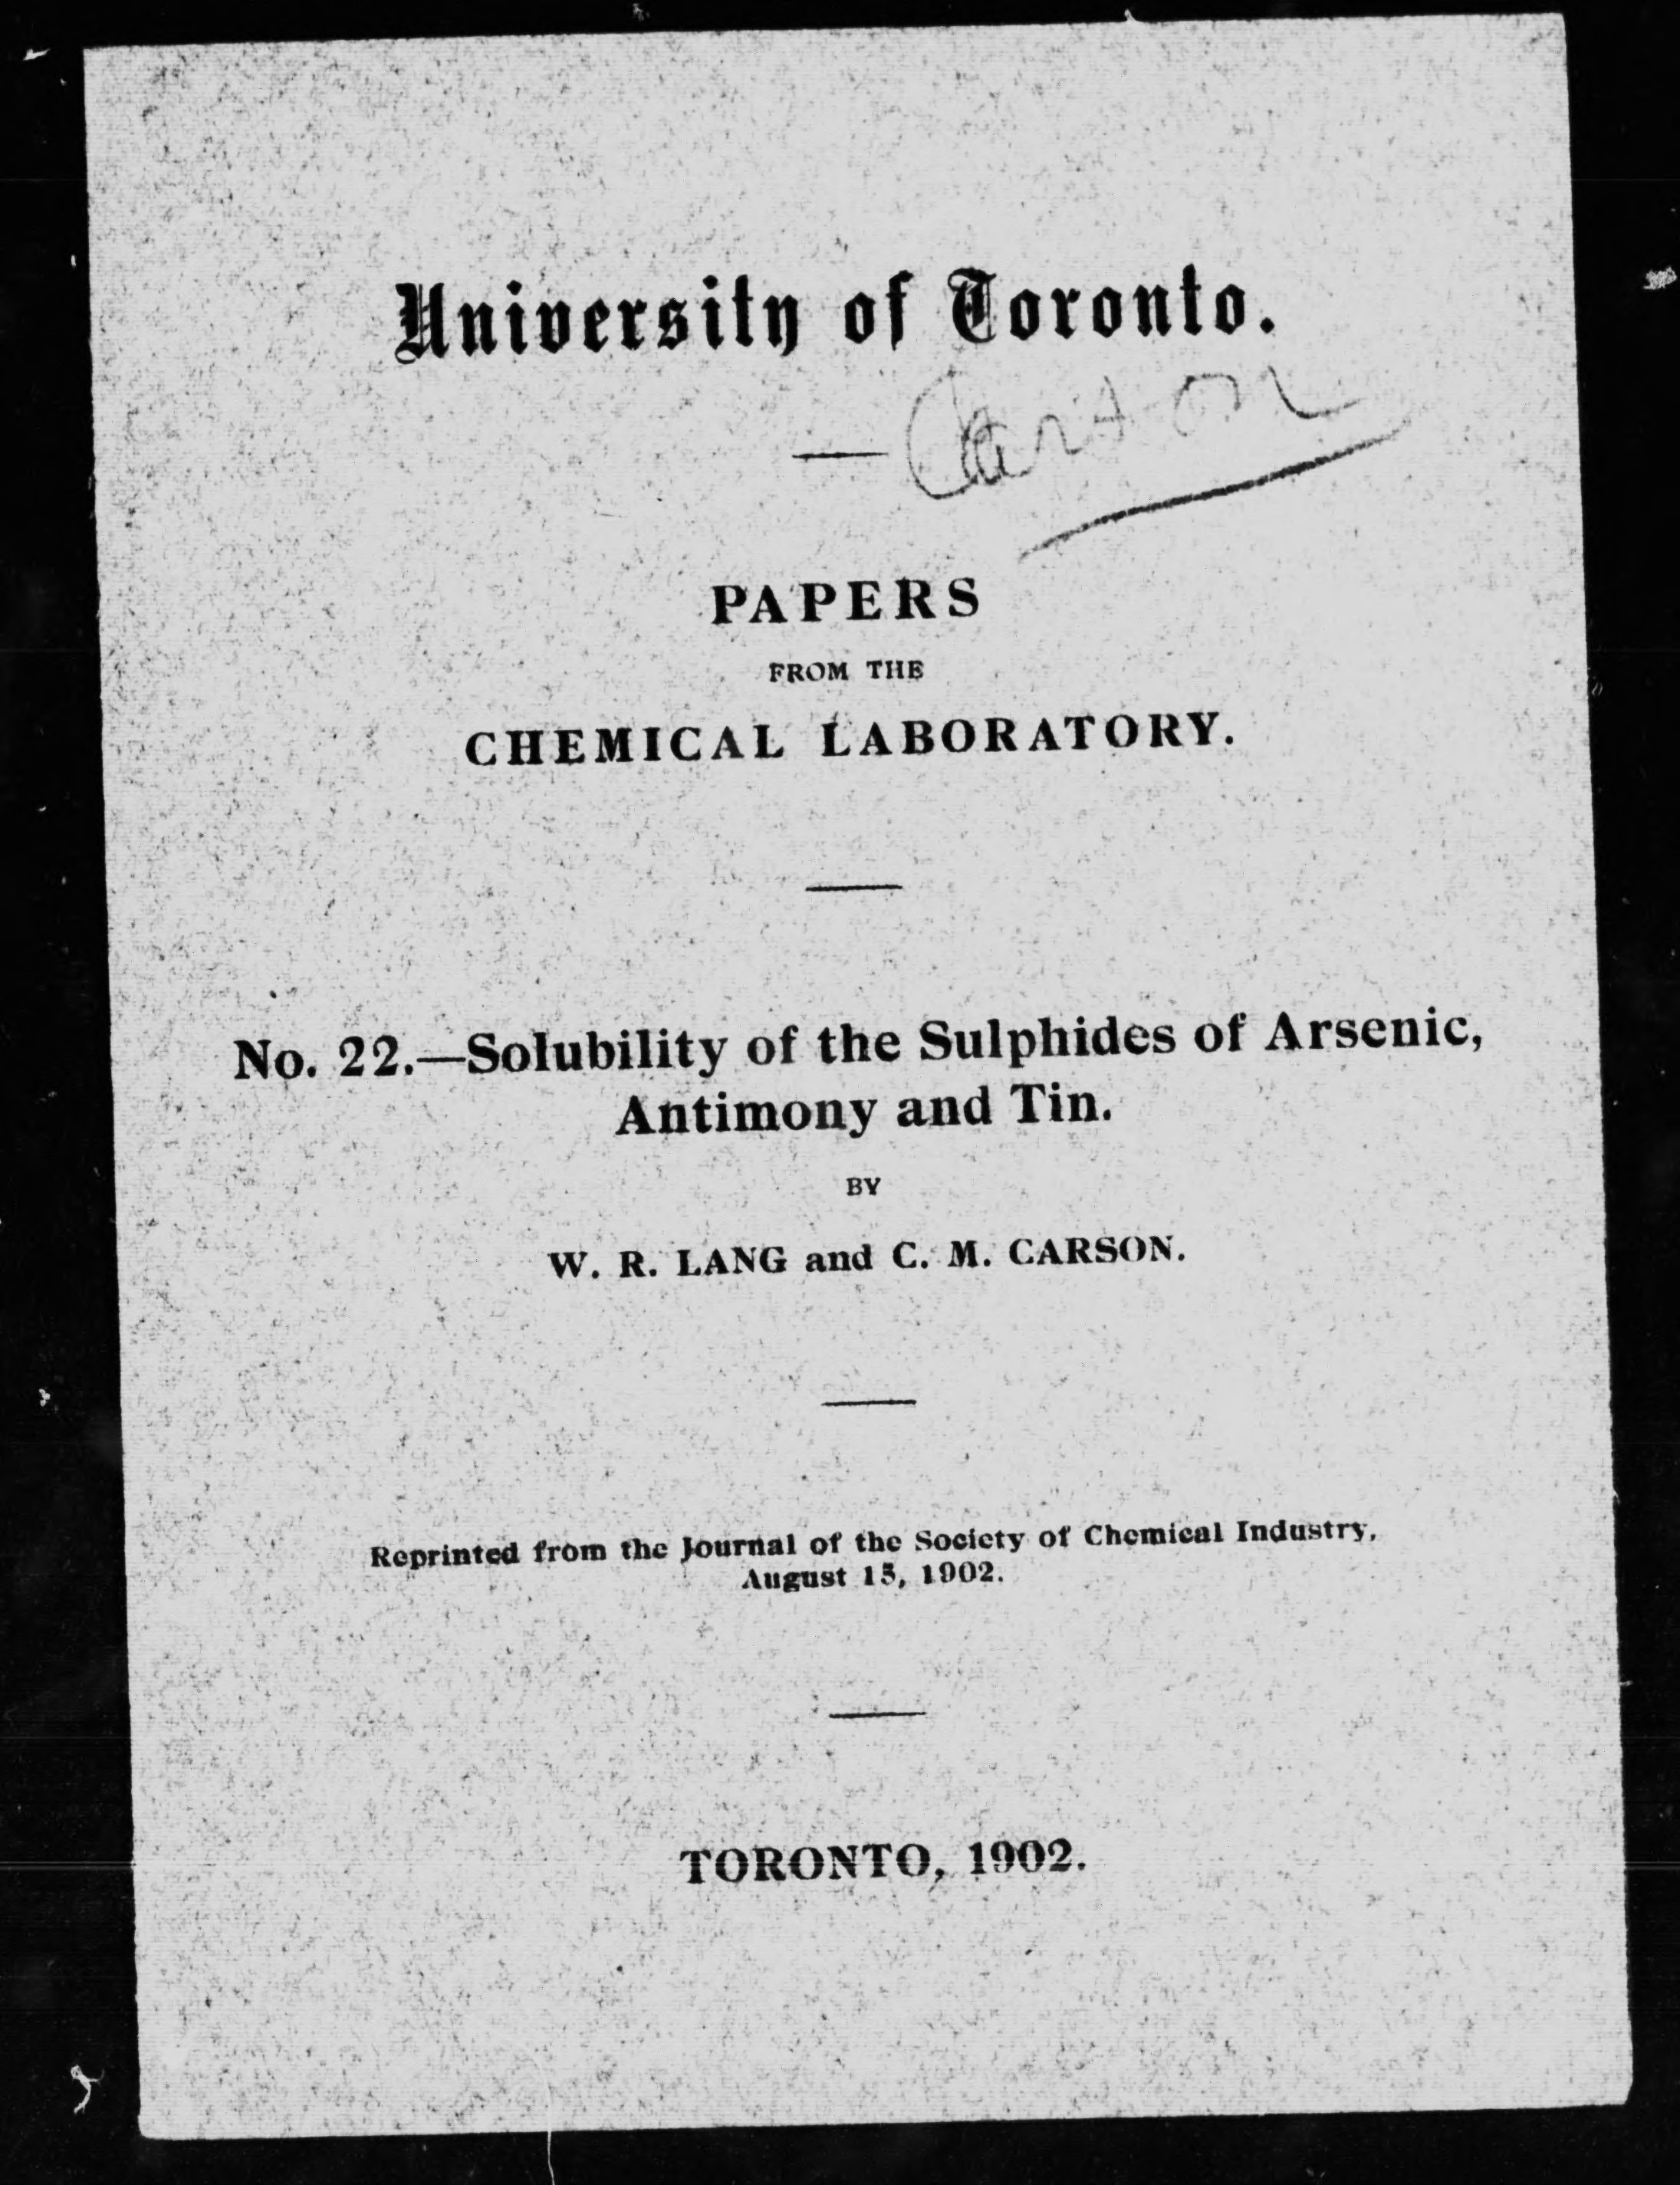 University of Toronto.
Carson
PAPERS
FROM THE
CHEMICAL LABORATORY.
No. 22.—Solubility of the Sulphides of Arsenic,
Antimony and Tin.
BY
W. R. LANG and C. M. CARSON.
Reprinted from the Journal of the Society of Chemical Industry,
August 15, 1902.
TORONTO, 1902.